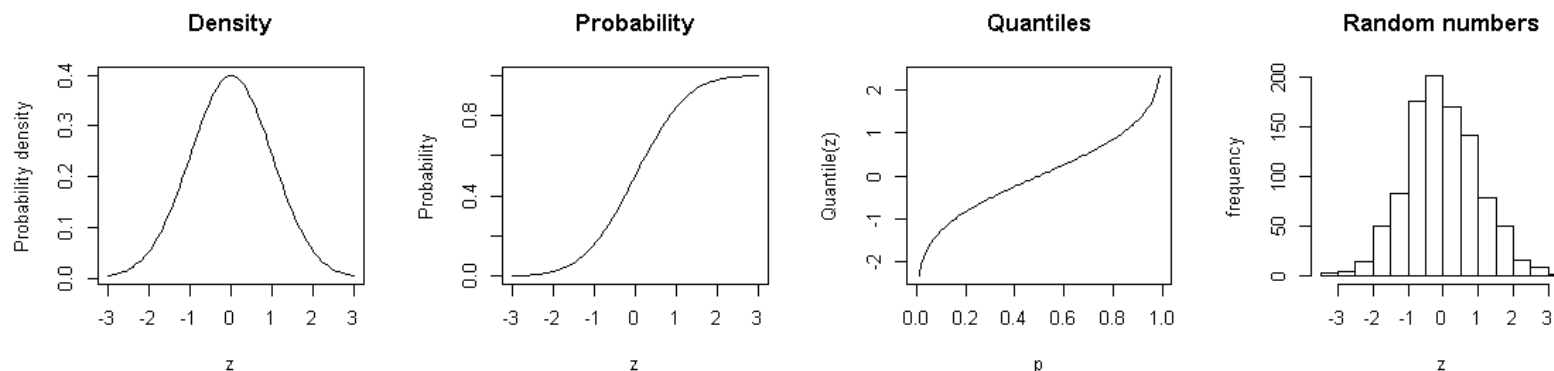 Density
Probability density
0.0 0.1 0.2 0.3 0.4
-3 -2 -1 0 1 2 3
z
Probability
Probability
0.0 0.4 0.8
-3 -2 -1 0 1 2 3
z
Quantiles
Quantile(z)
-2 -1 0 1 2
0.0 0.2 0.4 0.6 0.8 1.0
p
Random numbers
frequency
0 50 100 150 200
-3 -2 -1 0 1 2 3
z